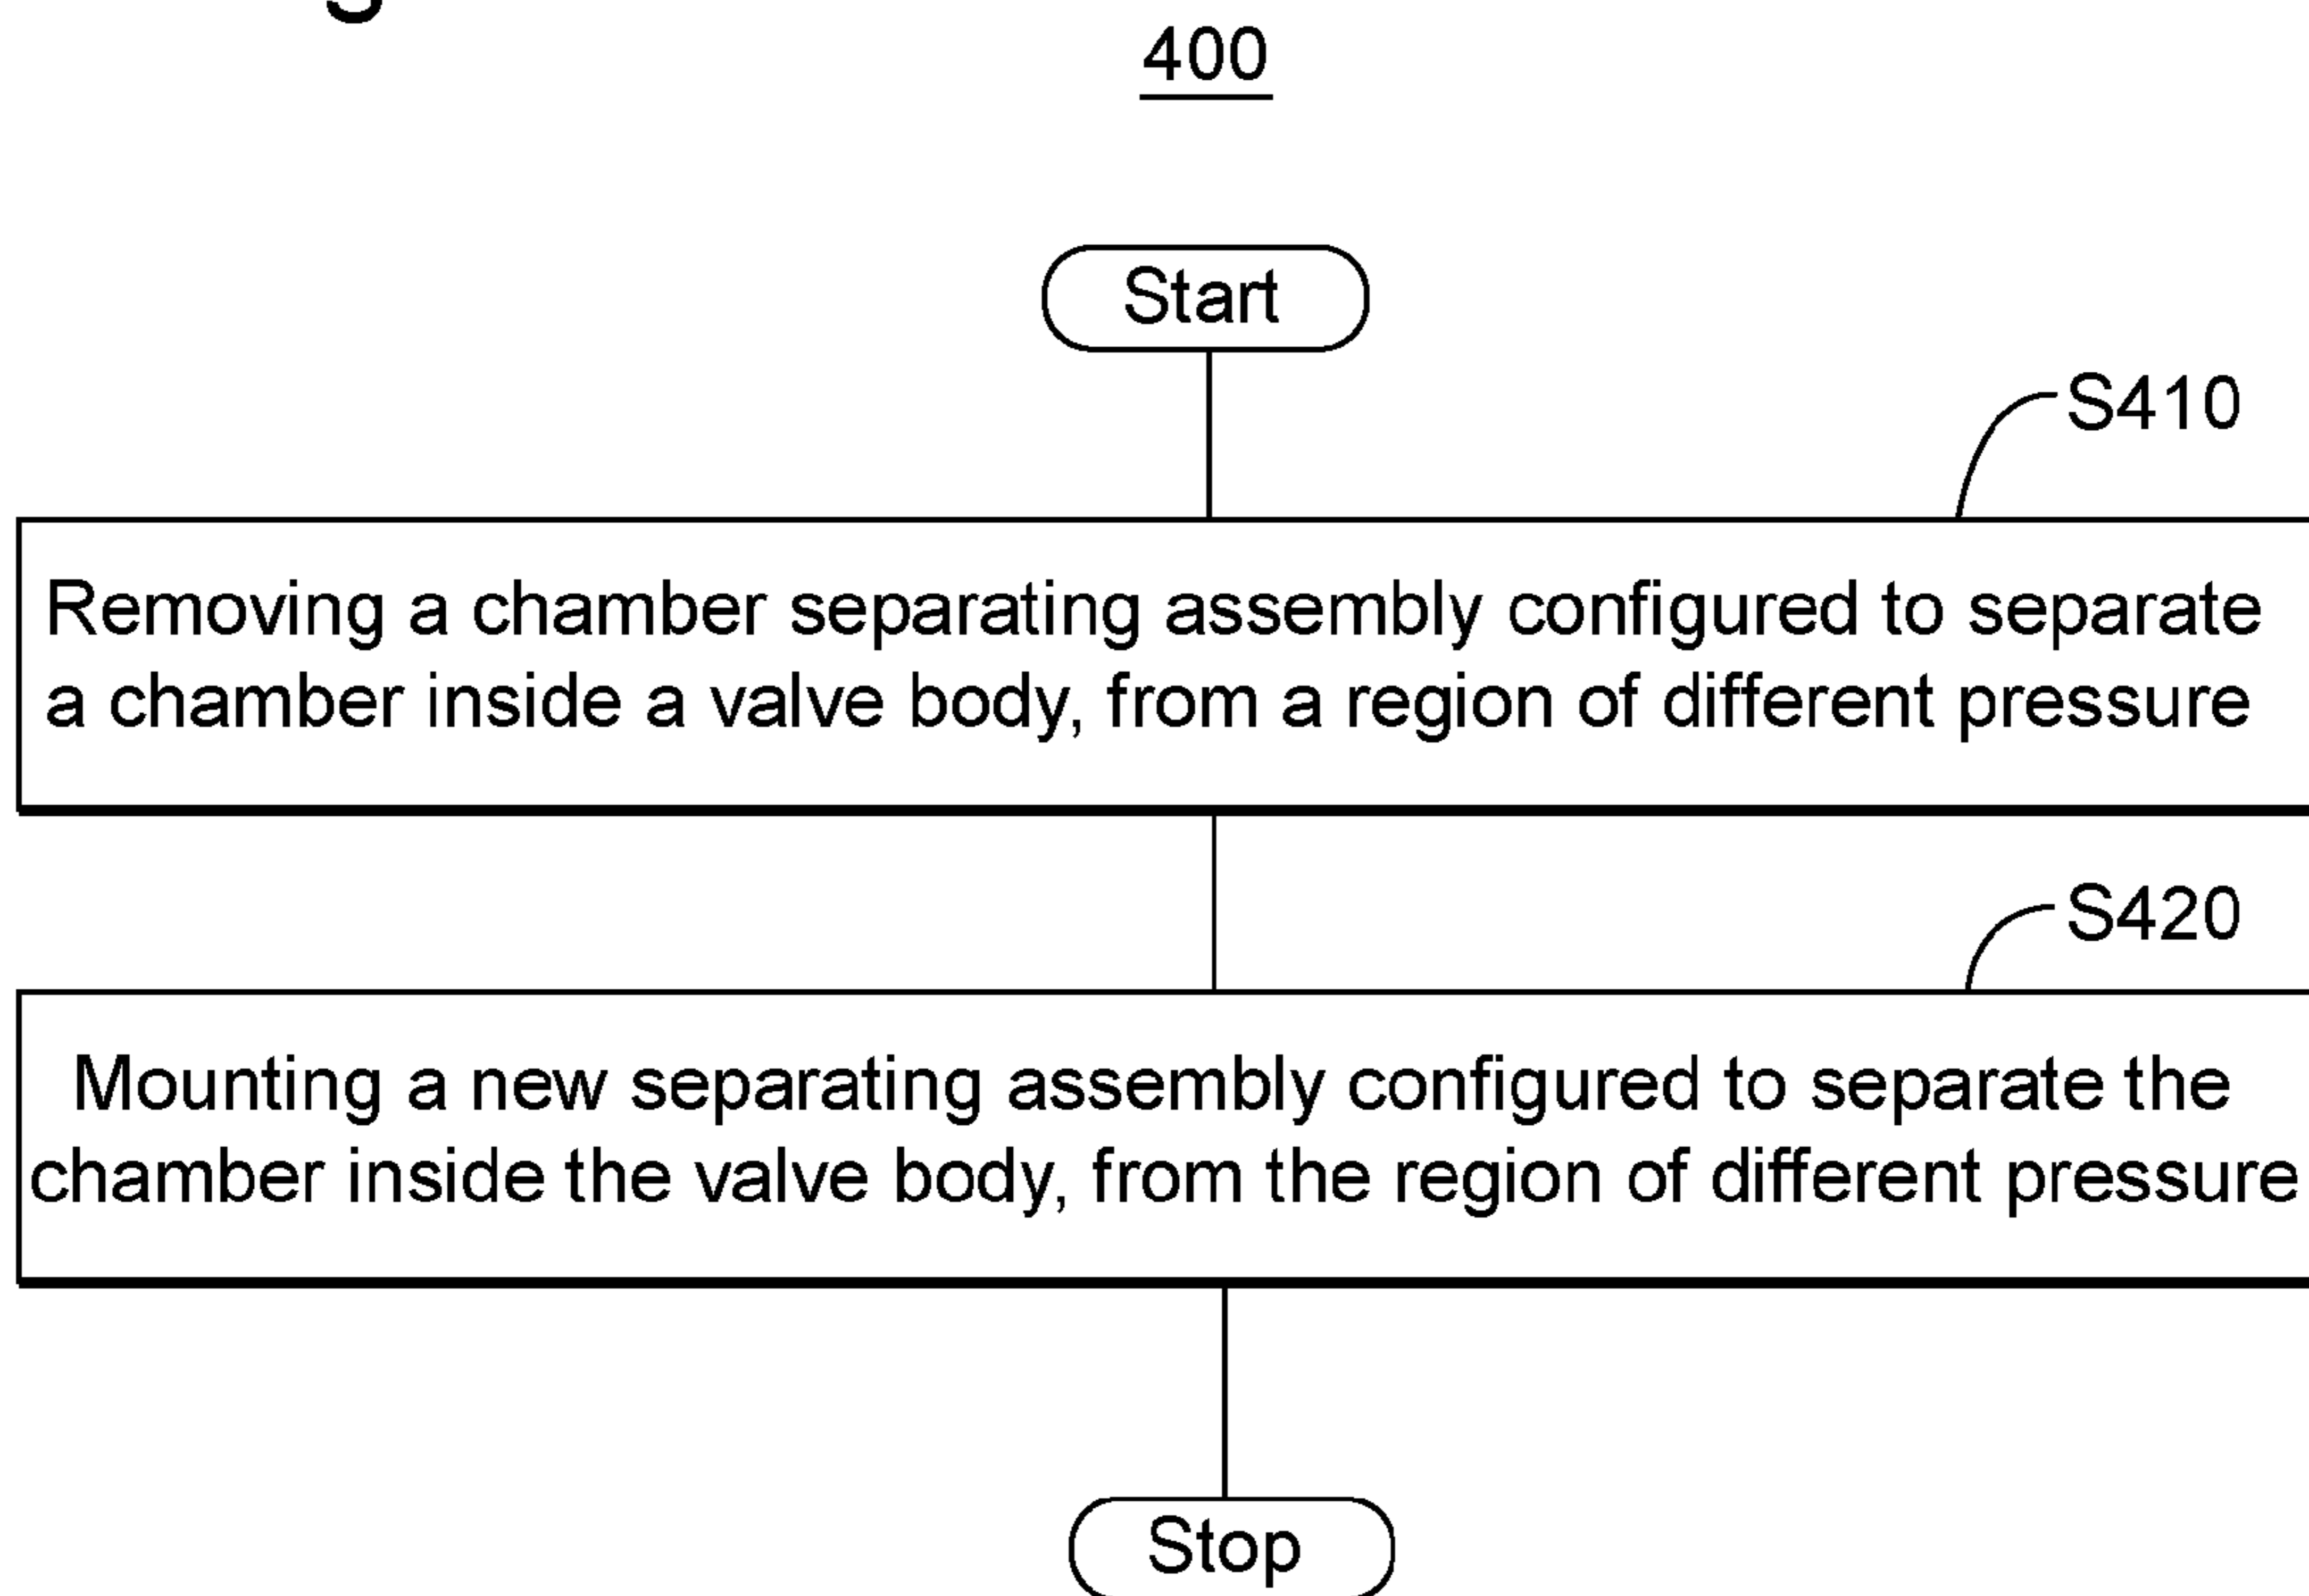 400
Start
S410
Removing a chamber separating assembly configured to separate
a chamber inside a valve body, from a region of different pressure
S420
Mounting a new separating assembly configured to separate the
chamber inside the valve body, from the region of different pressure
Stop